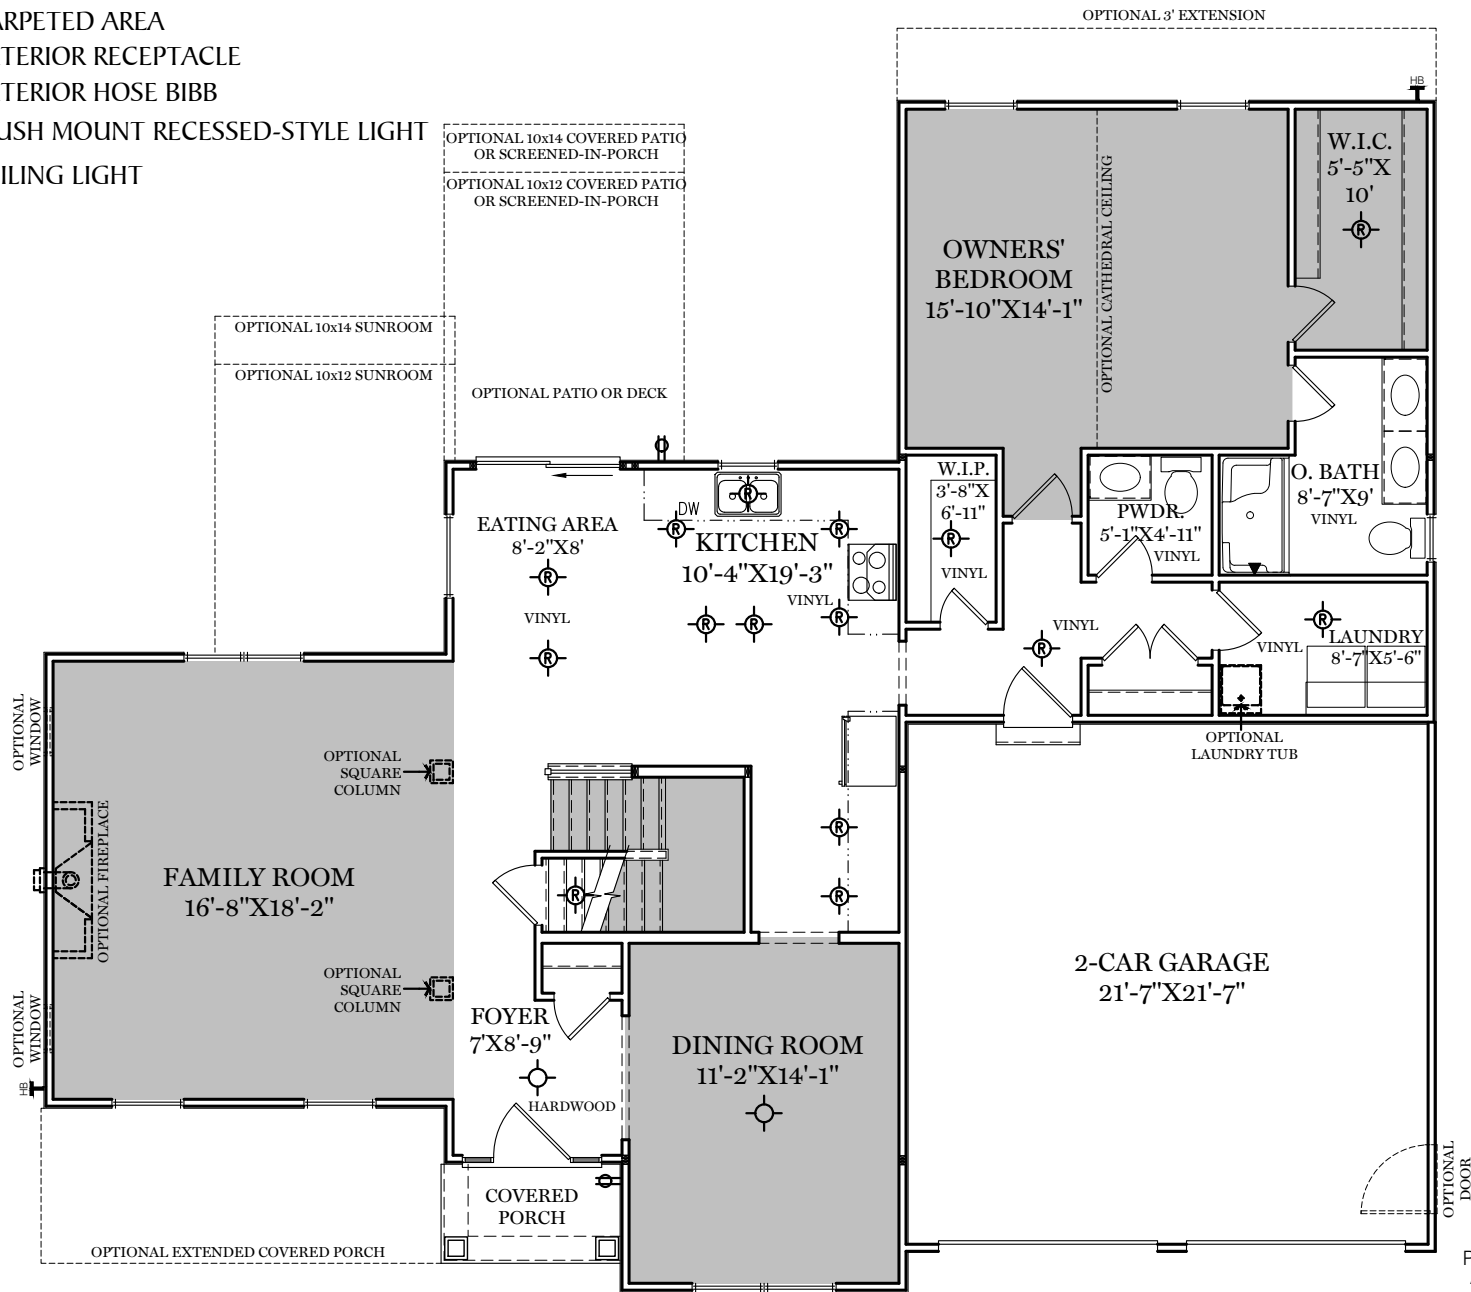 ARPETED AREA
TERIOR RECEPTACLE
TERIOR HOSE BIBB
USH MOUNT RECESSED-STYLE LIGHT
ILING LIGHT
OPTIONAL 3' EXTENSION
HB
OPTIONAL 10x14 COVERED PATIO
OR SCREENED-IN-PORCH
OPTIONAL 10x12 COVERED PATIO
OR SCREENED-IN-PORCH
W.I.C.
5'-5"X
10'
R
OWNERS'
BEDROOM
15'-10"X14'-1"
OPTIONAL CATHEDRAL CEILING
OPTIONAL 10x14 SUNROOM
OPTIONAL 10x12 SUNROOM
OPTIONAL PATIO OR DECK
W.I.P.
3'-8"X
6'-11"
R
VINYL
PWDR.
5'-1"X4'-11"
VINYL
O. BATH
8'-7"X9'
VINYL
EATING AREA
8'-2"X8'
R
VINYL
R
R
DW
R
R
KITCHEN
10'-4"X19'-3"
VINYL
R
R
R
VINYL
R
R
VINYL
LAUNDRY
8'-7"X5'-6"
OPTIONAL
LAUNDRY TUB
OPTIONAL
WINDOW
OPTIONAL
SQUARE
COLUMN
OPTIONAL FIREPLACE
FAMILY ROOM
16'-8"X18'-2"
R
R
R
OPTIONAL
SQUARE
COLUMN
OPTIONAL
WINDOW
HB
FOYER
7'X8'-9"
HARDWOOD
DINING ROOM
11'-2"X14'-1"
2-CAR GARAGE
21'-7"X21'-7"
OPTIONAL
DOOR
COVERED
PORCH
OPTIONAL EXTENDED COVERED PORCH
F